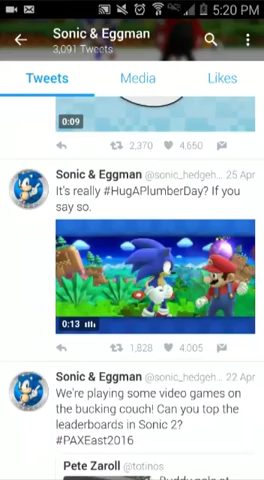 5:20 PM
Sonic & Eggman
3,091 Tweets
Tweets Media Likes
0:09
2,370 4,650
Sonic & Eggman @sonic_hedgeh... 25 Apr
It's really #HugAPlumberDay? If you
say so.
0:13
1,828 4,005
Sonic & Eggman @sonic_hedgeh... 22 Apr
We're playing some video games on
the bucking couch! Can you top the
leaderboards in Sonic 2?
#PAXEast2016
Pete Zaroll @totinos